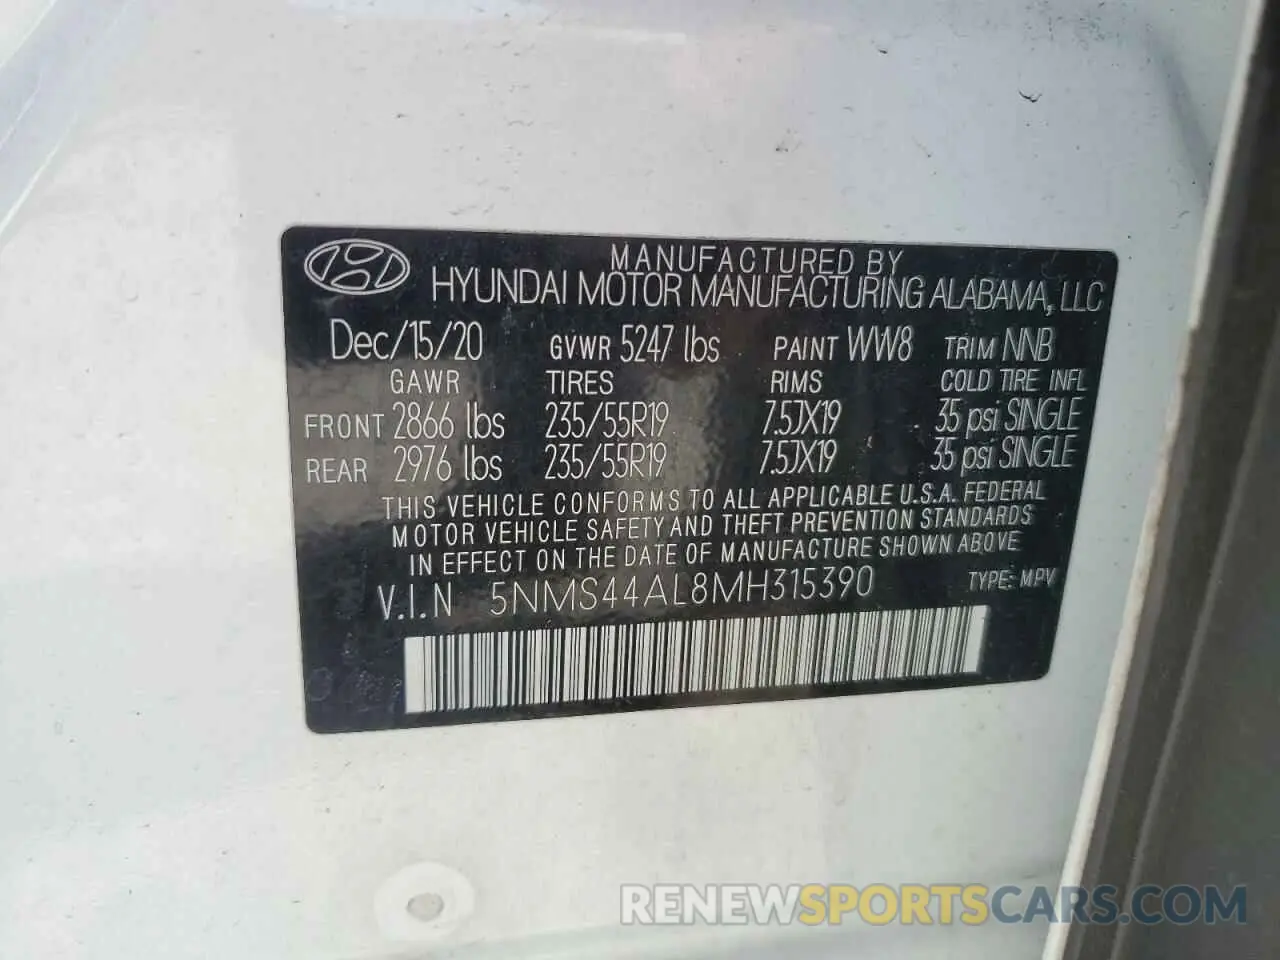 MANUFACTURED BY
HYUNDAI MOTOR MANUFACTURING ALABAMA, LLC
Dec/15/20 GVWR 5247 lbs PAINT WW8 TRIM NNB
GAWR TIRES RIMS COLD TIRE INFL
FRONT 2866 lbs 235/55R19 7.5JX19 35 psi SINGLE
REAR 2976 lbs 235/55R19 7.5JX19 35 psi SINGLE
THIS VEHICLE CONFORMS TO ALL APPLICABLE U.S.A. FEDERAL
MOTOR VEHICLE SAFETY AND THEFT PREVENTION STANDARDS
IN EFFECT ON THE DATE OF MANUFACTURE SHOWN ABOVE
V.I.N 5NMS44AL8MH315390 TYPE: MPV
RENEWSPORTSCARS.COM